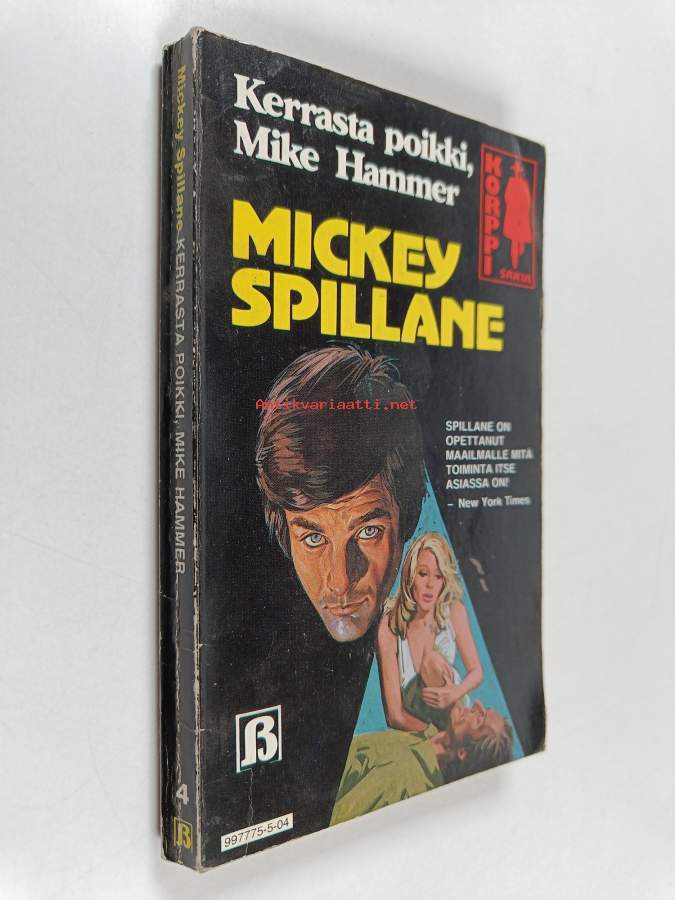 Kerrasta poikki,
Mike Hammer
KORPPI
SARJA
MICKEY
SPILLANE
Antikvariaatti.net
SPILLANE ON
OPETTANUT
MAAILMALLE MITÄ
TOIMINTA ITSE
ASIASSA ON!
– New York Times
B
997775-5-04
Mickey Spillane KERRASTA POIKKI, MIKE HAMMER
4
B